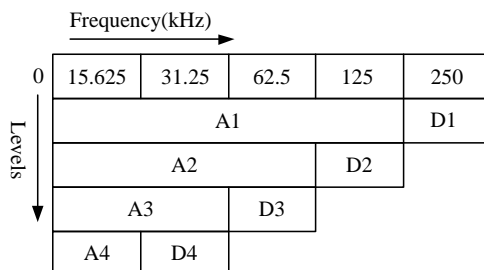 Frequency(kHz)
0 15.625 31.25 62.5 125 250
Levels
A1 D1
A2 D2
A3 D3
A4 D4